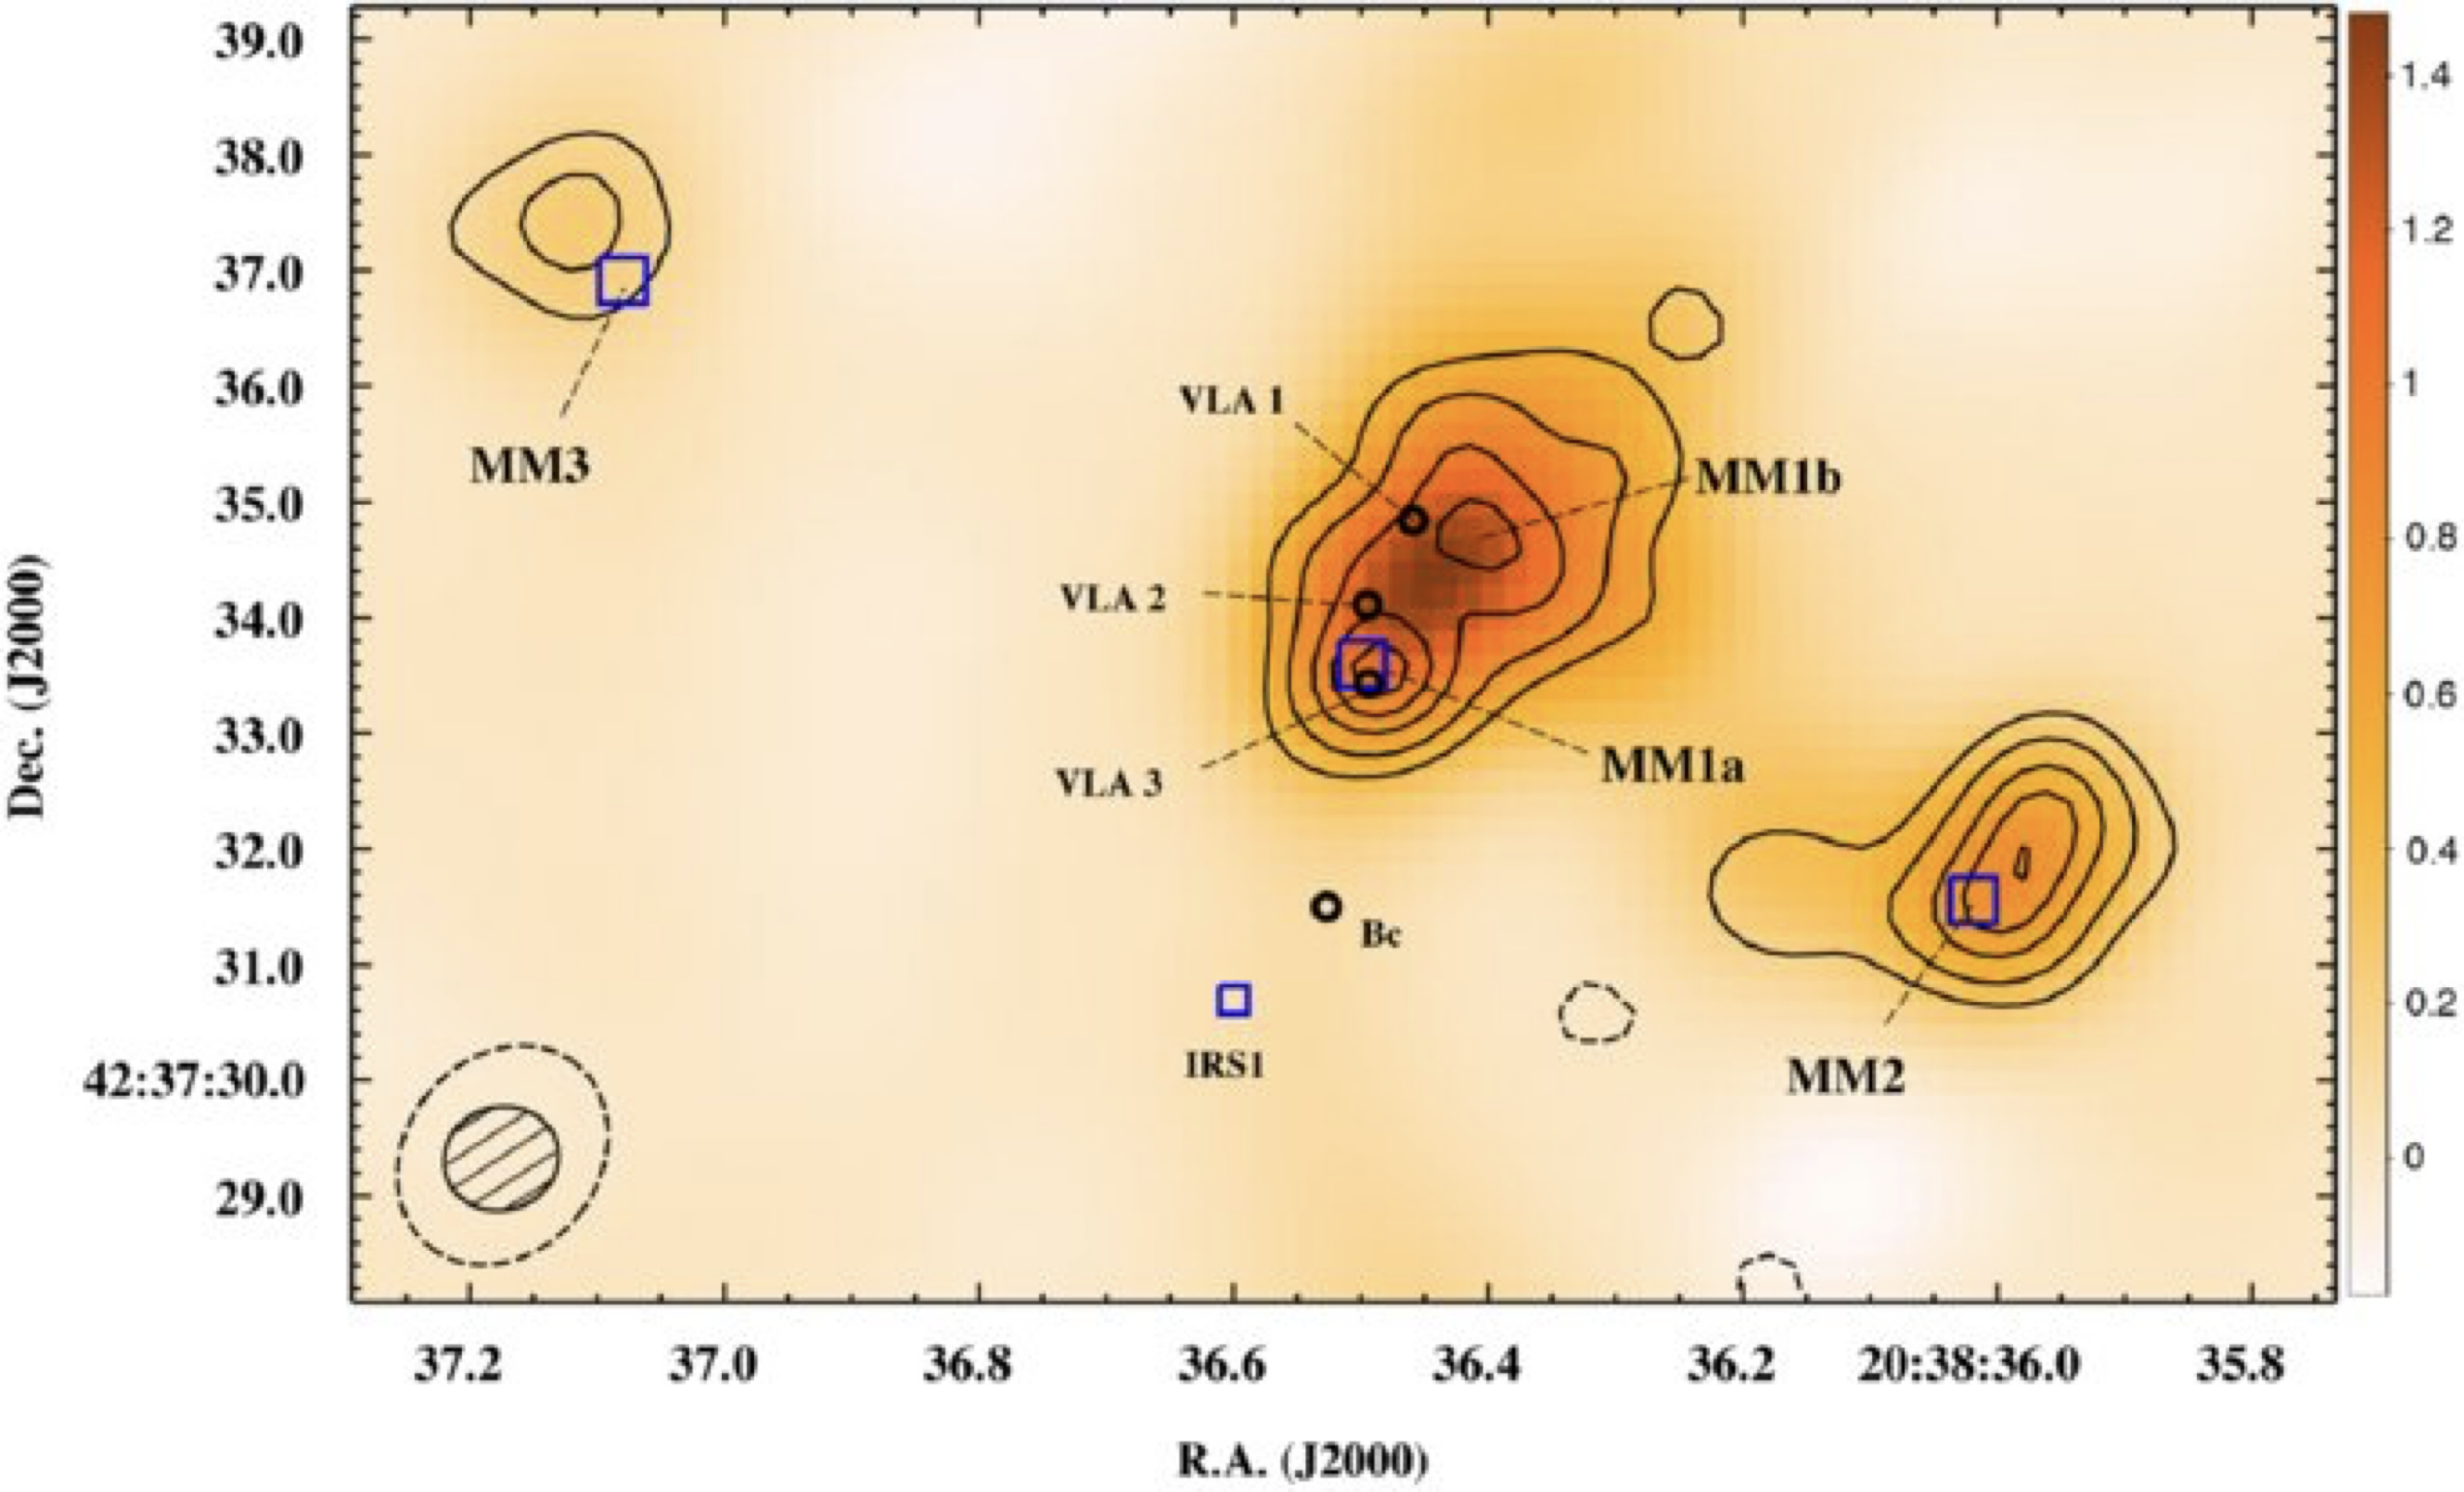 39.0
38.0
37.0
36.0
35.0
34.0
33.0
32.0
31.0
42:37:30.0
29.0
Dec. (J2000)
MM3
VLA 1
MM1b
VLA 2
VLA 3
MM1a
Bc
IRS1
MM2
1.4
1.2
1
0.8
0.6
0.4
0.2
0
37.2 37.0 36.8 36.6 36.4 36.2 20:38:36.0 35.8
R.A. (J2000)